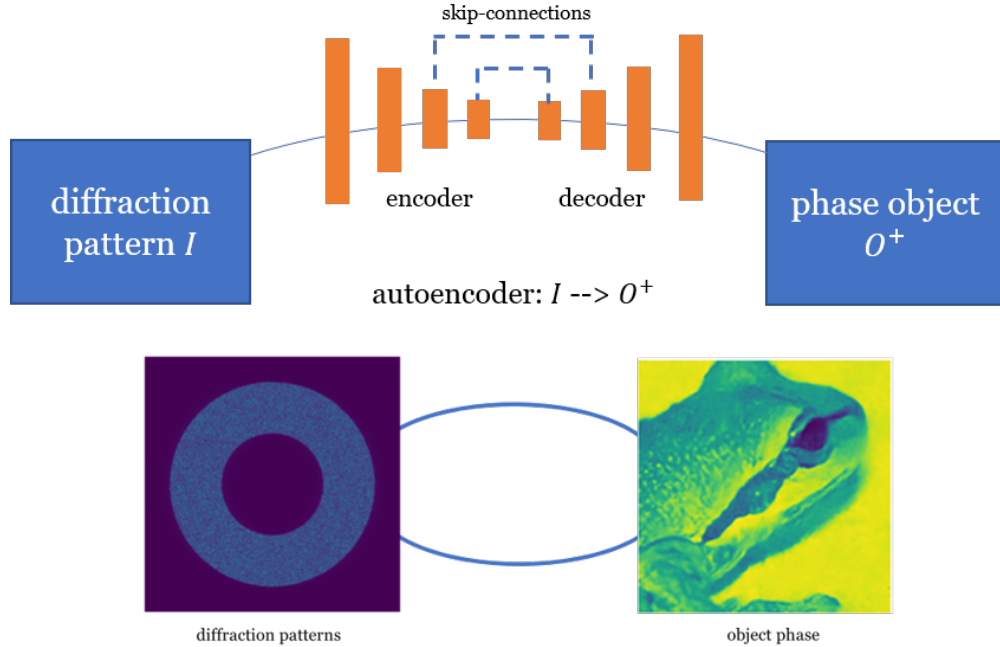 skip-connections
diffraction
pattern I
encoder
decoder
phase object
O⁺
autoencoder: I --> O⁺
diffraction patterns
object phase